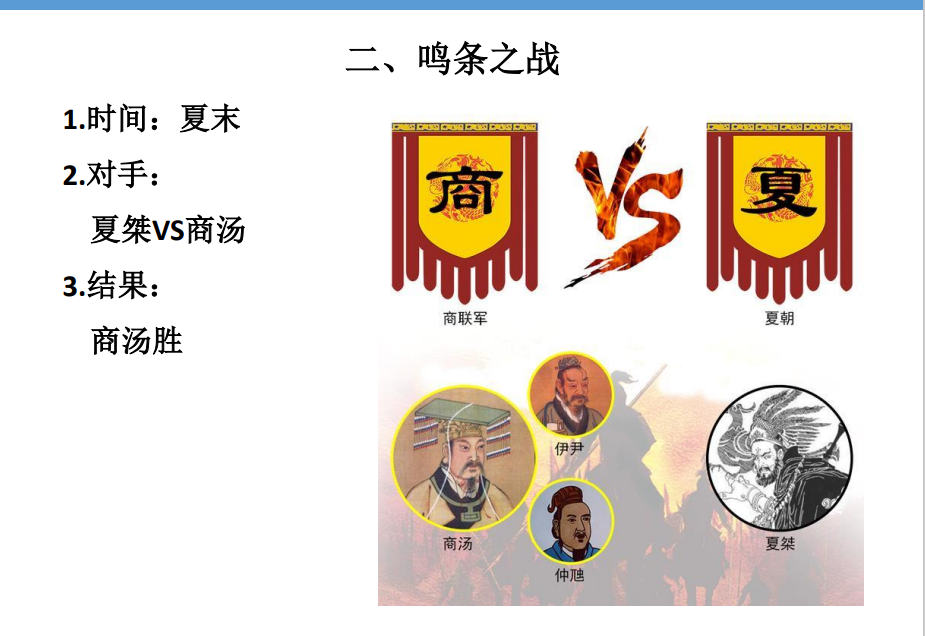 二、鸣条之战
1.时间：夏末
2.对手：
夏桀VS商汤
3.结果：
商汤胜
商
VS
夏
商联军
夏朝
伊尹
商汤
夏桀
仲虺